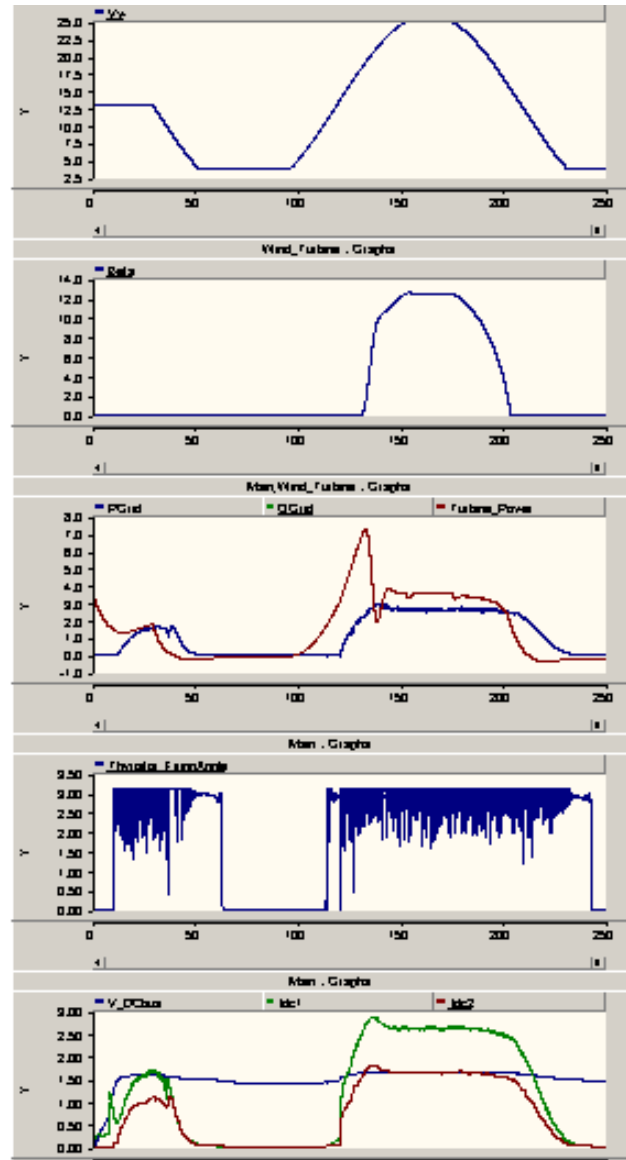 Vw
25.0
22.5
20.0
17.5
15.0
12.5
10.0
7.5
5.0
2.5
Y
0 50 100 150 200 250
Wind_Turbine : Graphs
Beta
14.0
12.0
10.0
8.0
6.0
4.0
2.0
0.0
Y
0 50 100 150 200 250
Main,Wind_Turbine : Graphs
PGrid QGrid Turbine_Power
8.0
7.0
6.0
5.0
4.0
3.0
2.0
1.0
0.0
-1.0
Y
0 50 100 150 200 250
Main : Graphs
3.50
3.00
2.50
2.00
1.50
1.00
0.50
0.00
Y
0 50 100 150 200 250
Main : Graphs
V_DCbus Idc1 Idc2
3.00
2.50
2.00
1.50
1.00
0.50
0.00
Y